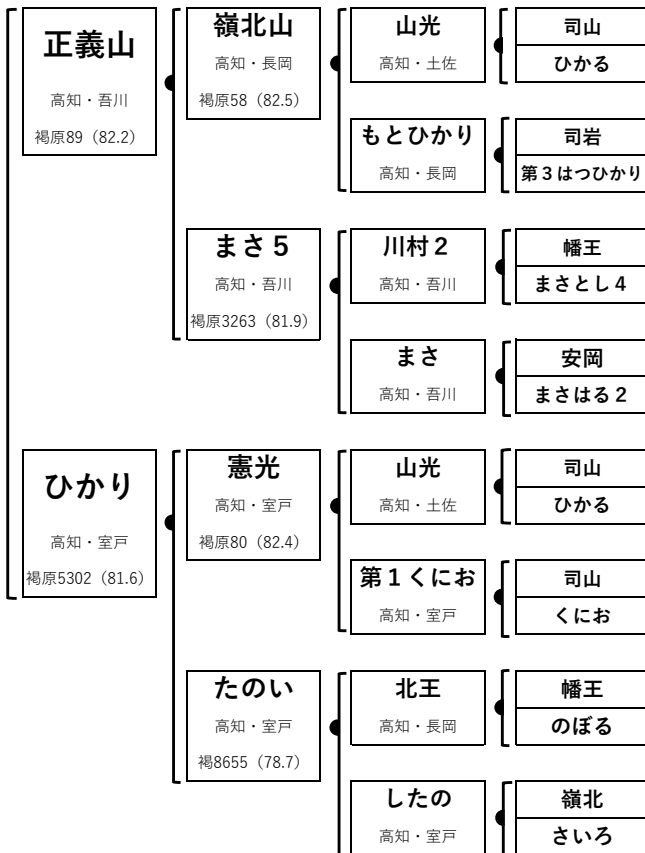 正義山
高知・吾川
褐原89（82.2）
嶺北山
高知・長岡
褐原58（82.5）
山光
高知・土佐
司山
ひかる
もとひかり
高知・長岡
司岩
第３はつひかり
まさ５
高知・吾川
褐原3263（81.9）
川村２
高知・吾川
幡王
まさとし４
まさ
高知・吾川
安岡
まさはる２
ひかり
高知・室戸
褐原5302（81.6）
憲光
高知・室戸
褐原80（82.4）
山光
高知・土佐
司山
ひかる
第１くにお
高知・室戸
司山
くにお
たのい
高知・室戸
褐8655（78.7）
北王
高知・長岡
幡王
のぼる
したの
高知・室戸
嶺北
さいろ